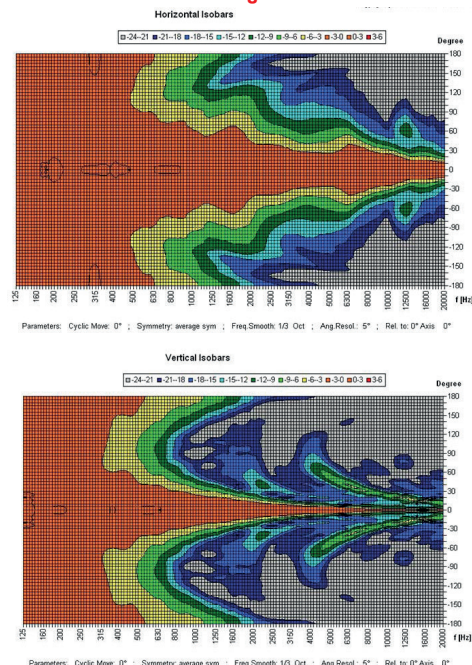 Horizontal Isobars
-24--21 -21--18 -18--15 -15--12 -12--9 -9--6 -6--3 -3-0 0-3 3-6
Degree
180
150
120
90
60
30
0
-30
-60
-90
-120
-150
-180
125 160 200 250 315 400 500 630 800 1000 1200 1600 2000 2500 3150 4000 5000 6300 8000 10000 12500 16000 20000
f [Hz]
Parameters: Cyclic Move: 0° ; Symmetry: average sym ; Freq.Smooth: 1/3 Oct ; Ang.Resol.: 5° ; Rel. to: 0° Axis 0°
Vertical Isobars
-24--21 -21--18 -18--15 -15--12 -12--9 -9--6 -6--3 -3-0 0-3 3-6
Degree
180
150
120
90
60
30
0
-30
-60
-90
-120
-150
-180
125 160 200 250 315 400 500 630 800 1000 1200 1600 2000 2500 3150 4000 5000 6300 8000 10000 12500 16000 20000
f [Hz]
Parameters: Cyclic Move: 0° ; Symmetry: average sym ; Freq.Smooth: 1/3 Oct ; Ang.Resol.: 5° ; Rel. to: 0° Axis 0°